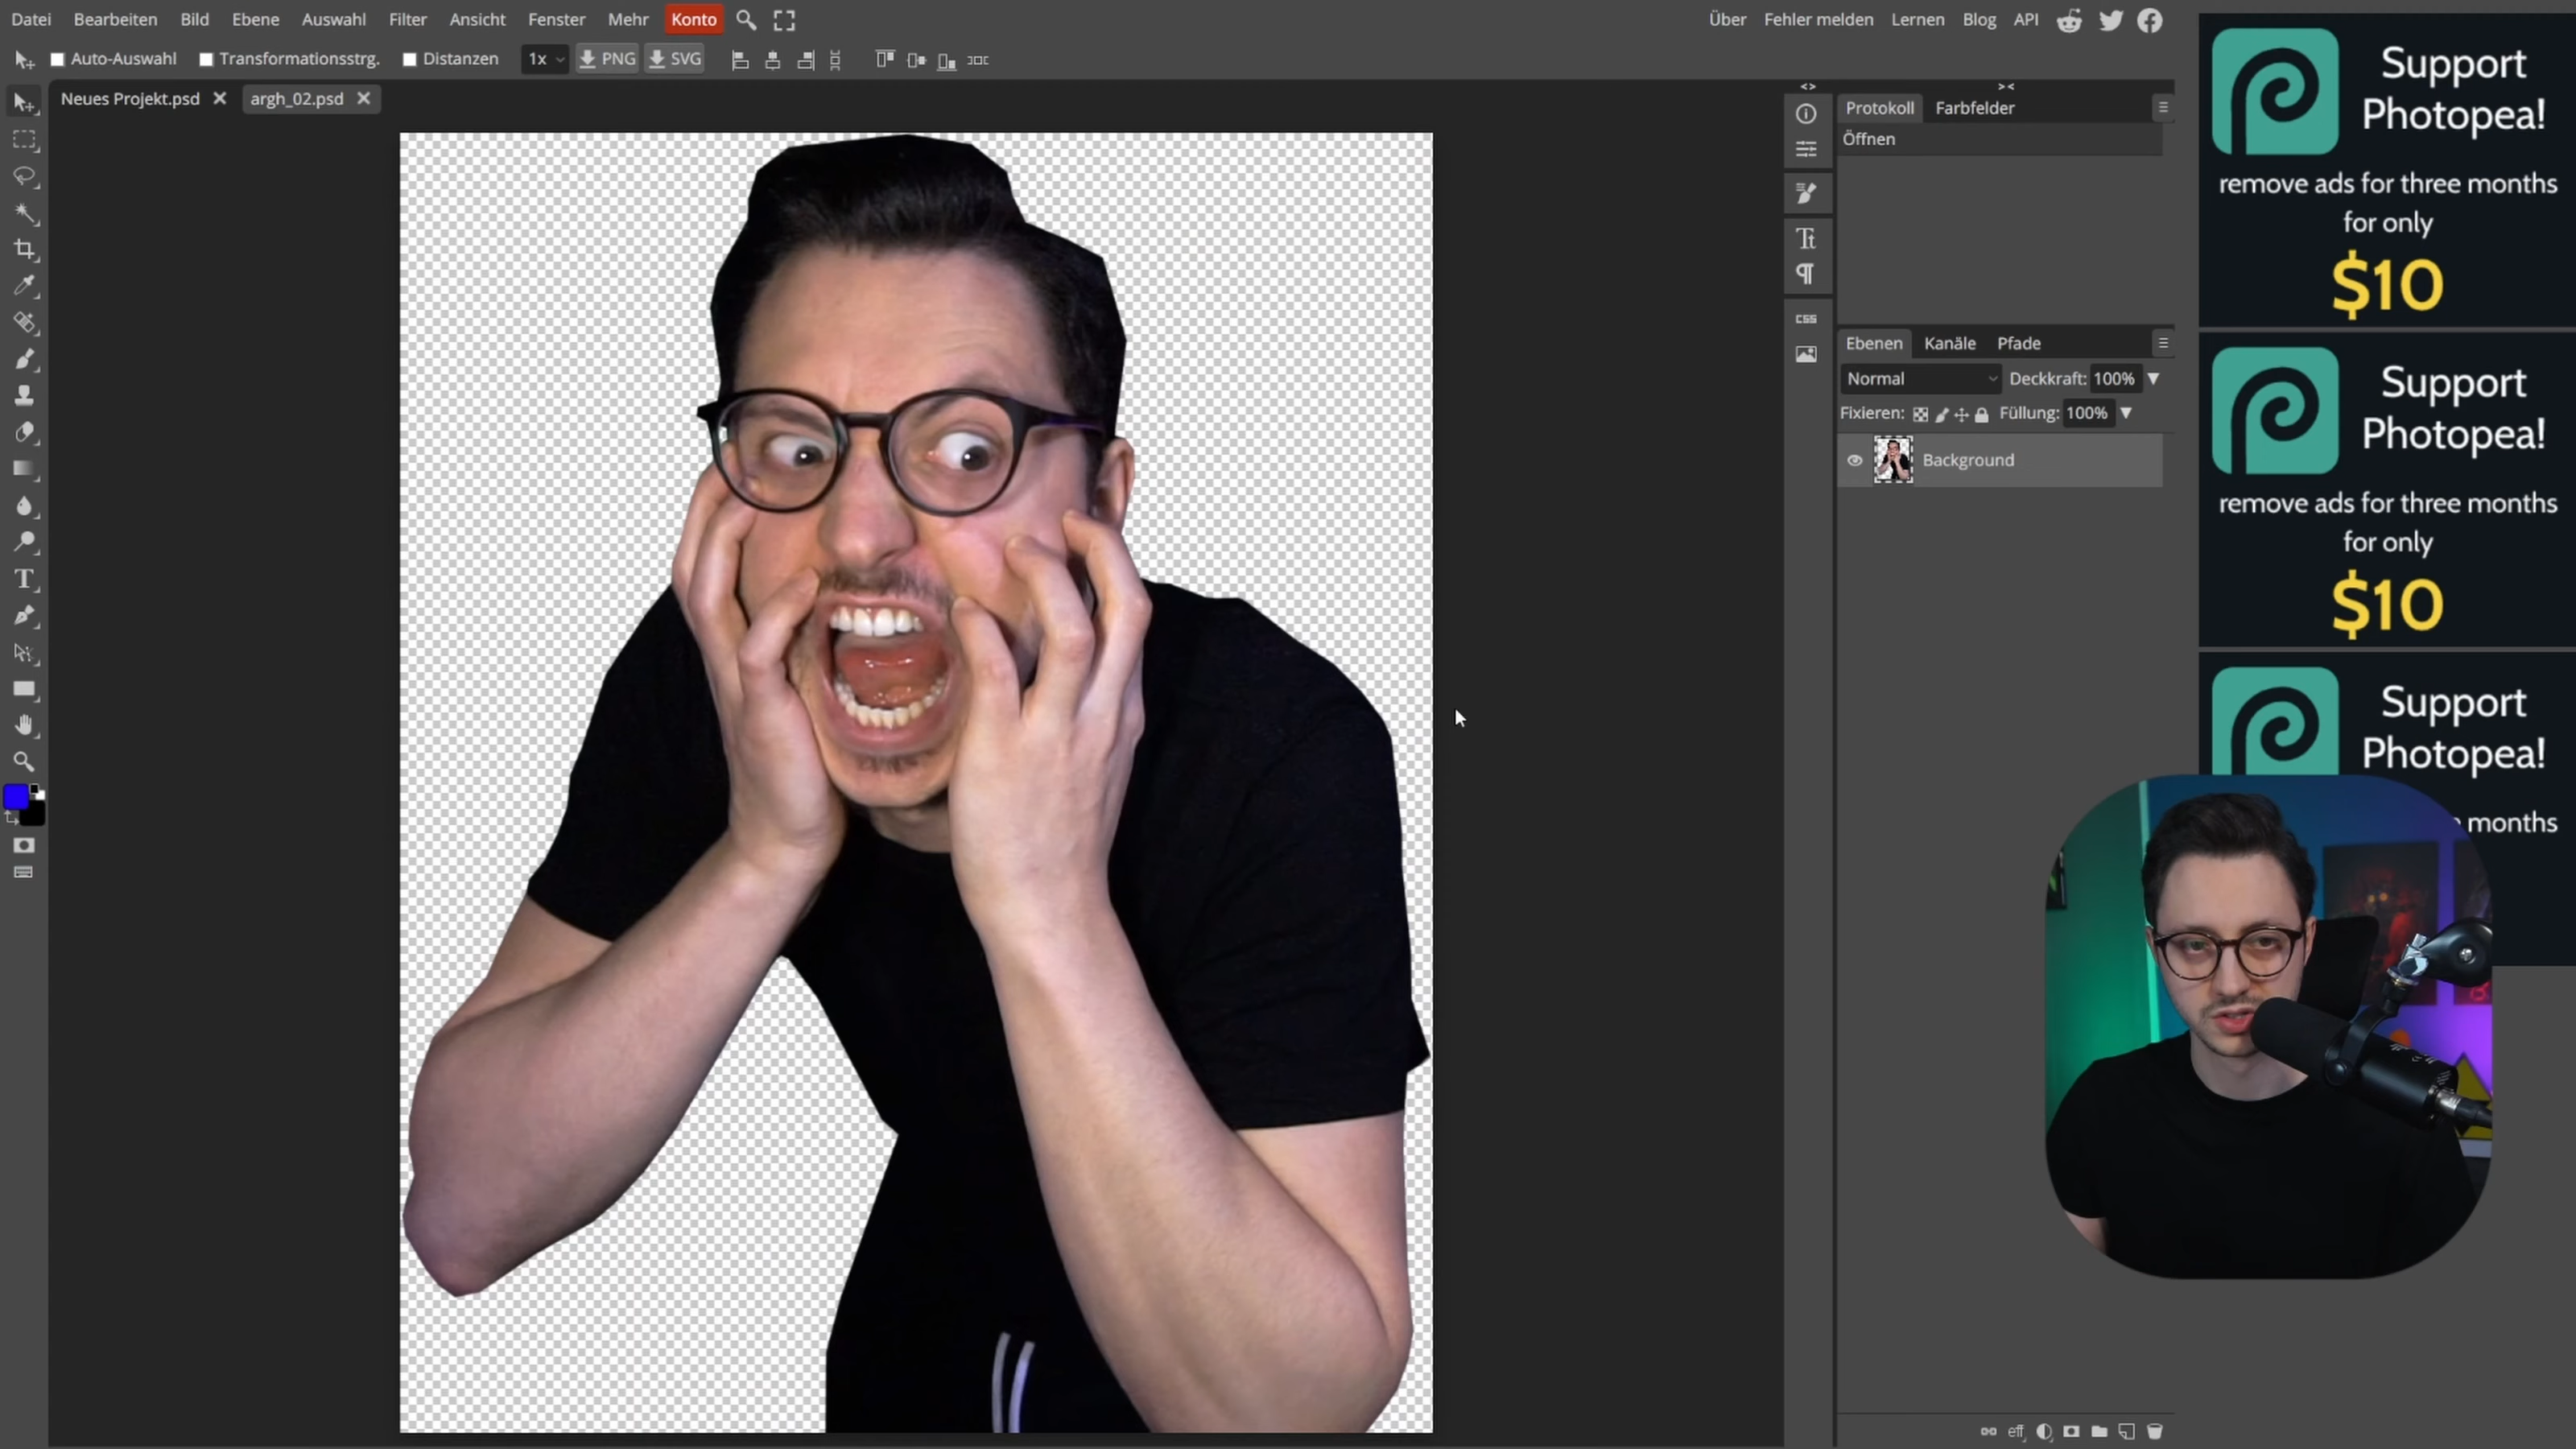 Datei Bearbeiten Bild Ebene Auswahl Filter Ansicht Fenster Mehr Konto Über Fehler melden Lernen Blog API
Auto-Auswahl Transformationsstrg. Distanzen 1x PNG SVG
Neues Projekt.psd argh_02.psd
Protokoll Farbfelder
Öffnen
CSS
Ebenen Kanäle Pfade
Normal Deckkraft: 100%
Fixieren: Füllung: 100%
Background
eff
Support
Photopea!
remove ads for three months
for only
$10
Support
Photopea!
remove ads for three months
for only
$10
Support
Photopea!
months